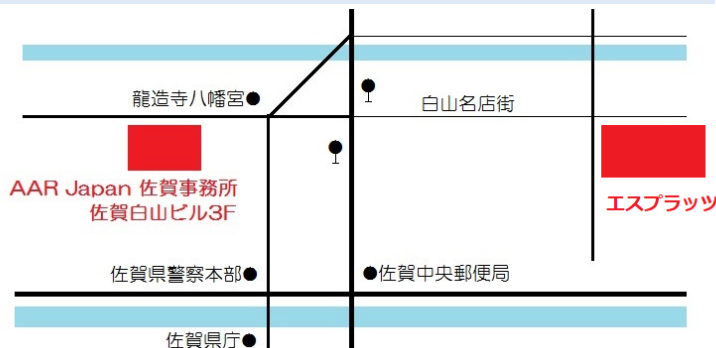 龍造寺八幡宮
白山名店街
AAR Japan 佐賀事務所
佐賀白山ビル3F
エスプラッツ
佐賀県警察本部
佐賀中央郵便局
佐賀県庁